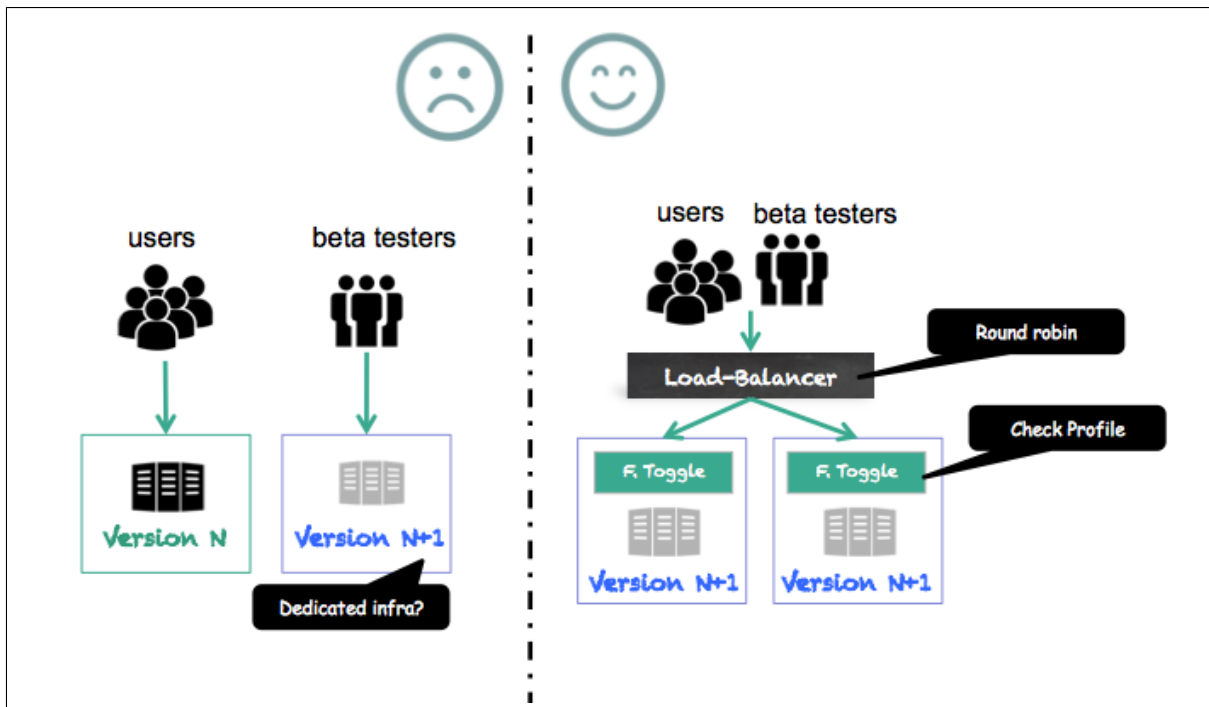 users
beta testers
Version N
Version N+1
Dedicated infra?
users
beta testers
Round robin
Load-Balancer
Check Profile
F. Toggle
F. Toggle
Version N+1
Version N+1